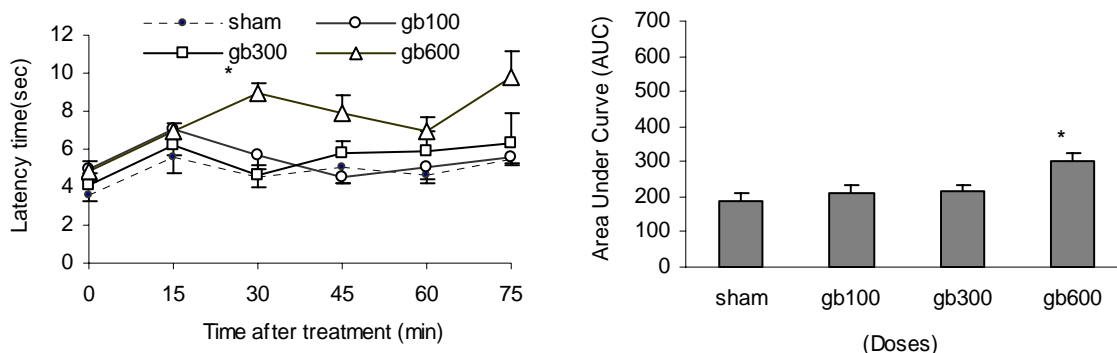 sham
gb100
gb300
gb600
*
12
10
8
6
4
2
0
0 15 30 45 60 75
Latency time(sec)
Time after treatment (min)
700
600
500
400
300
200
100
0
*
sham gb100 gb300 gb600
Area Under Curve (AUC)
(Doses)